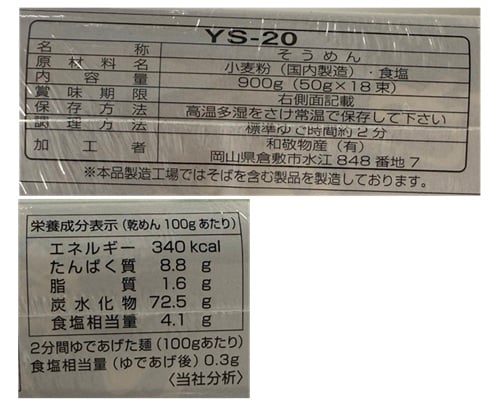 YS-20
名称 そうめん
原材料名 小麦粉（国内製造）・食塩
内容量 900g（50g×18束）
賞味期限 右側面記載
保存方法 高温多湿をさけ常温で保存して下さい
調理方法 標準ゆで時間約2分
加工者 和敬物産（有）
岡山県倉敷市水江848番地7
※本品製造工場ではそばを含む製品を製造しております。
栄養成分表示（乾めん100gあたり）
エネルギー 340kcal
たんぱく質 8.8g
脂質 1.6g
炭水化物 72.5g
食塩相当量 4.1g
2分間ゆであげた麺（100gあたり）
食塩相当量（ゆであげ後）0.3g
〈当社分析〉